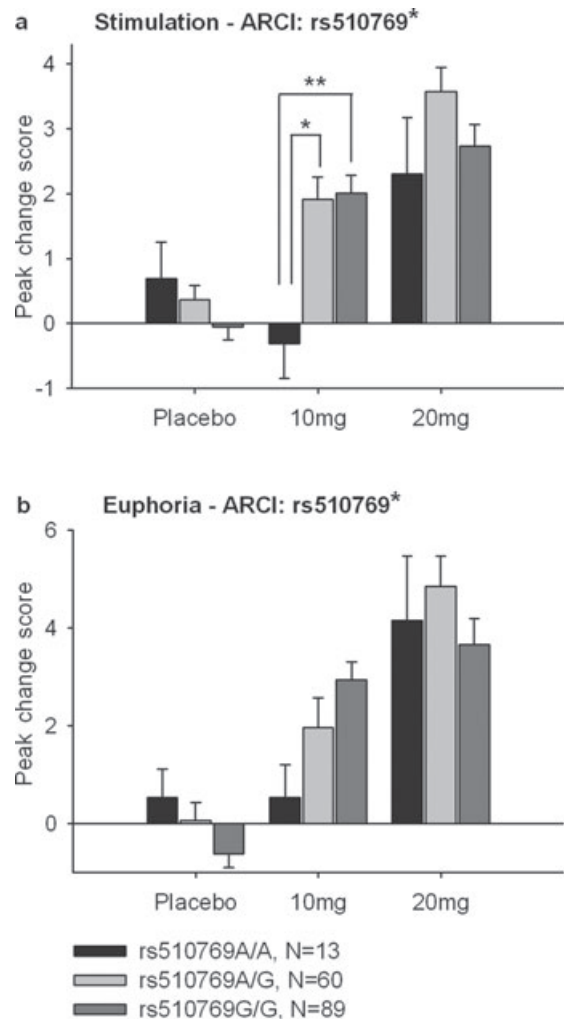 a Stimulation - ARCI: rs510769*
Peak change score
4
3
2
1
0
-1
**
*
Placebo 10mg 20mg
b Euphoria - ARCI: rs510769*
Peak change score
6
4
2
0
Placebo 10mg 20mg
rs510769A/A, N=13
rs510769A/G, N=60
rs510769G/G, N=89